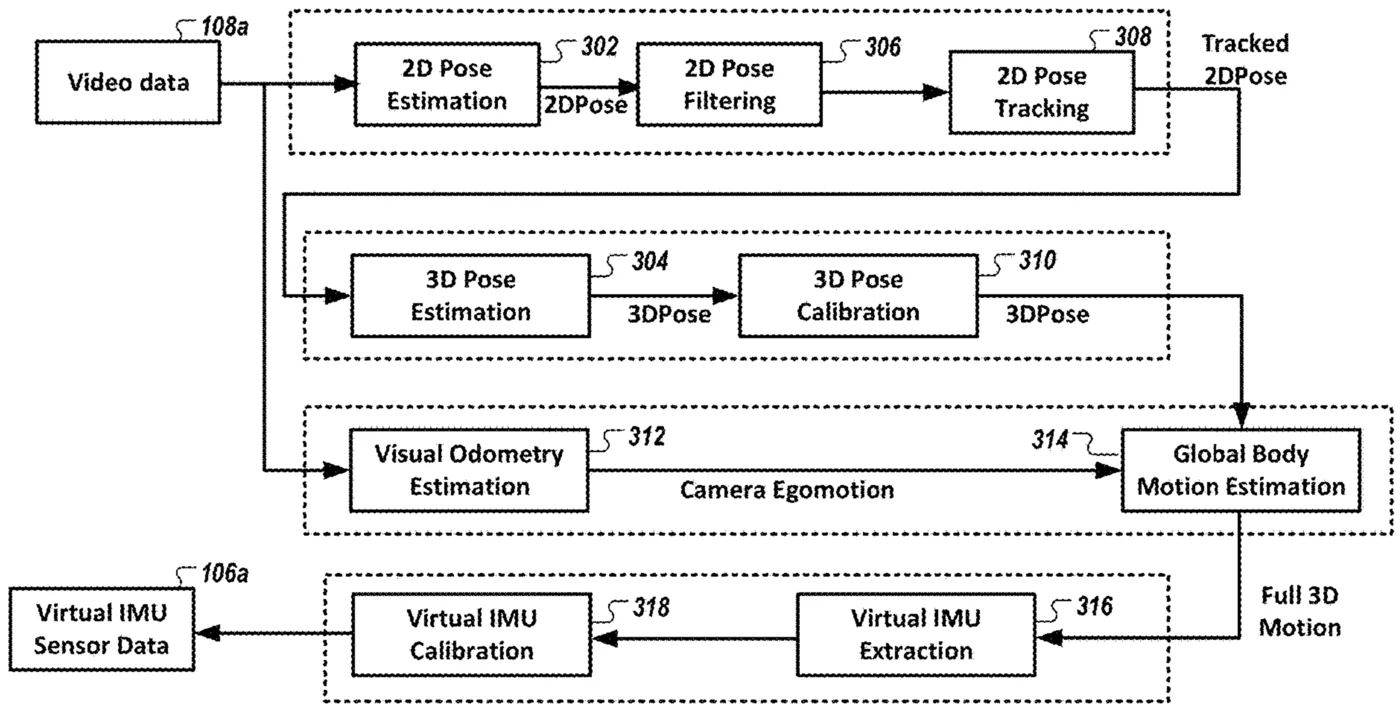 108a
Video data
302
2D Pose
Estimation
2DPose
306
2D Pose
Filtering
308
2D Pose
Tracking
Tracked
2DPose
304
3D Pose
Estimation
3DPose
310
3D Pose
Calibration
3DPose
312
Visual Odometry
Estimation
Camera Egomotion
314
Global Body
Motion Estimation
Full 3D
Motion
316
Virtual IMU
Extraction
318
Virtual IMU
Calibration
106a
Virtual IMU
Sensor Data